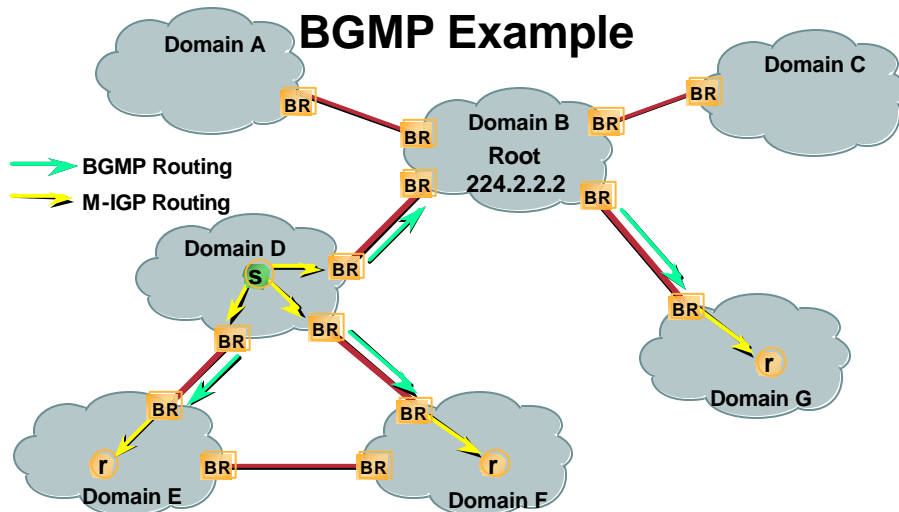 BGMP Example
Domain A
Domain C
BR
BR
BR
BR
Domain B
Root
224.2.2.2
BGMP Routing
M-IGP Routing
BR
BR
Domain D
s
BR
BR
BR
BR
r
Domain G
BR
BR
r
BR
BR
r
Domain E
Domain F